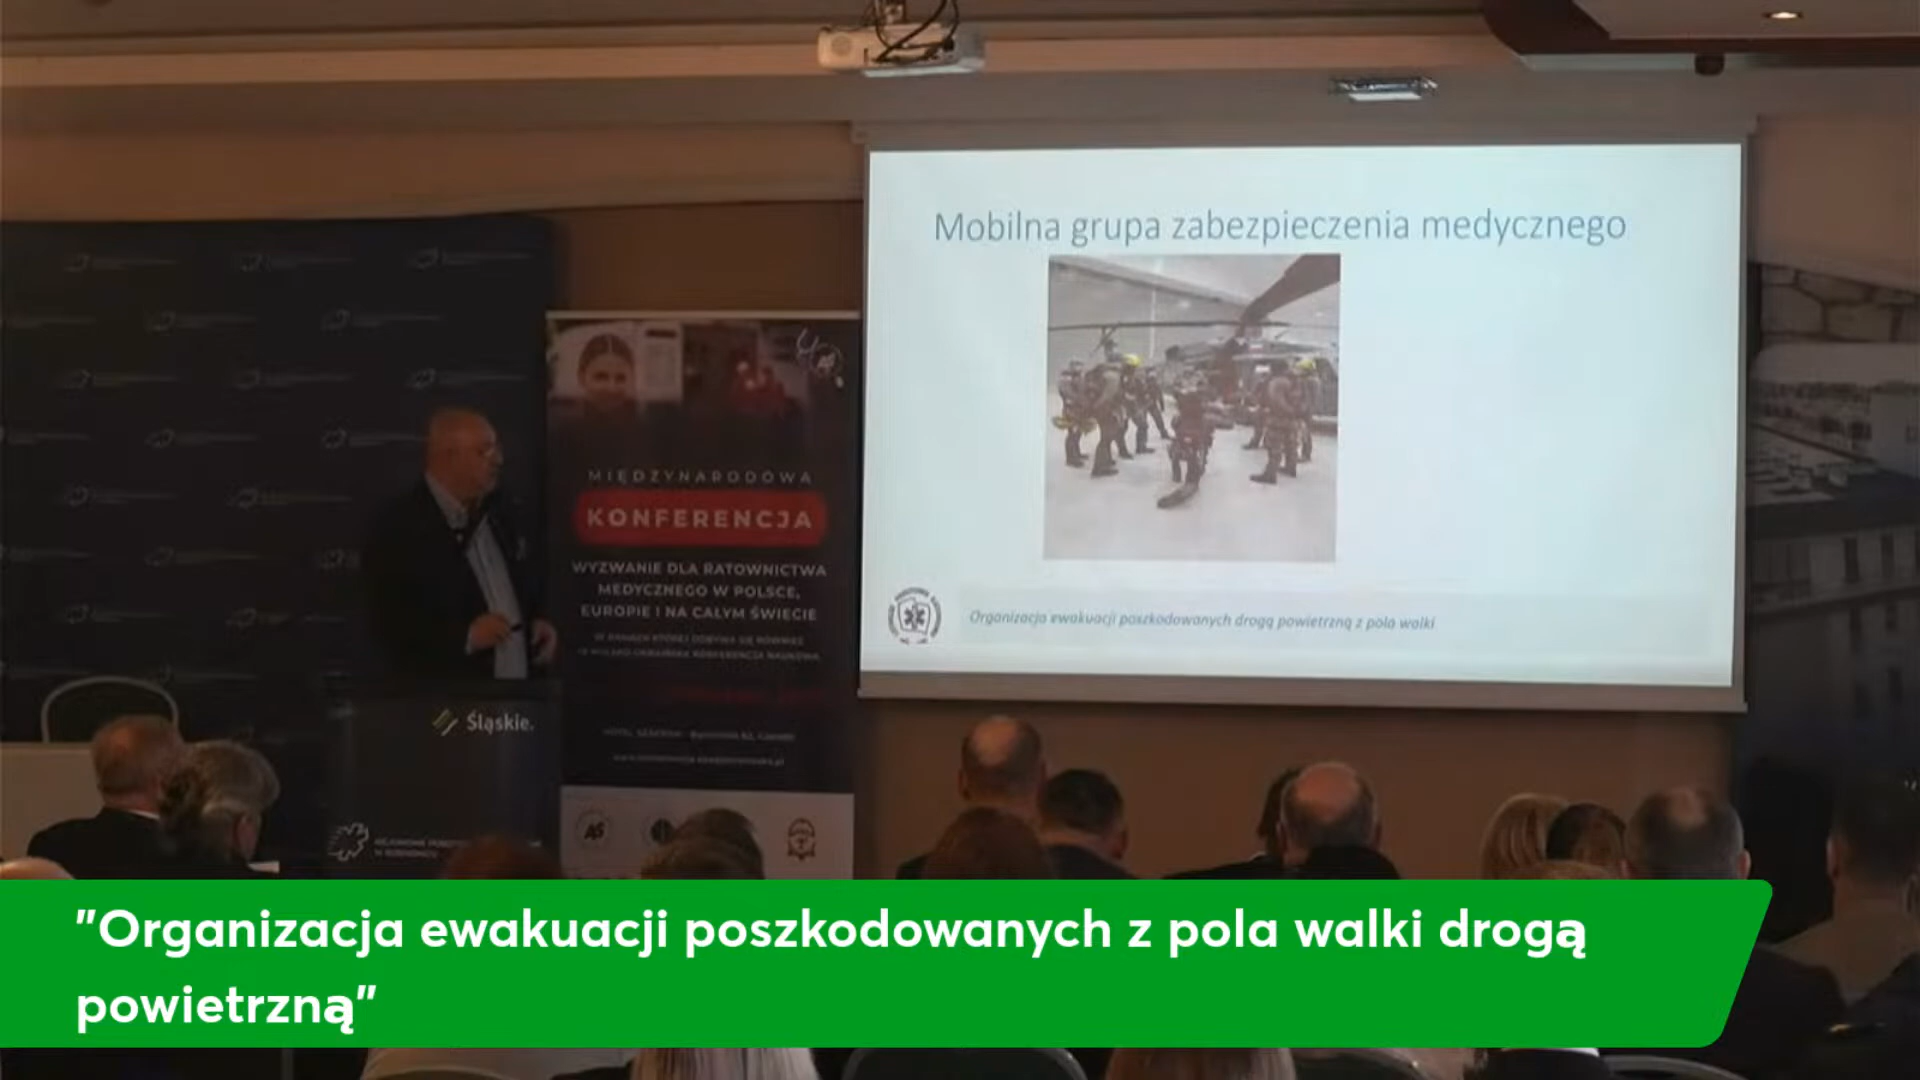 Mobilna grupa zabezpieczenia medycznego
Organizacja ewakuacji poszkodowanych drogą powietrzną z pola walki
MIĘDZYNARODOWA
KONFERENCJA
WYZWANIE DLA RATOWNICTWA
MEDYCZNEGO W POLSCE,
EUROPIE I NA CAŁYM ŚWIECIE
Śląskie.
"Organizacja ewakuacji poszkodowanych z pola walki drogą
powietrzną"